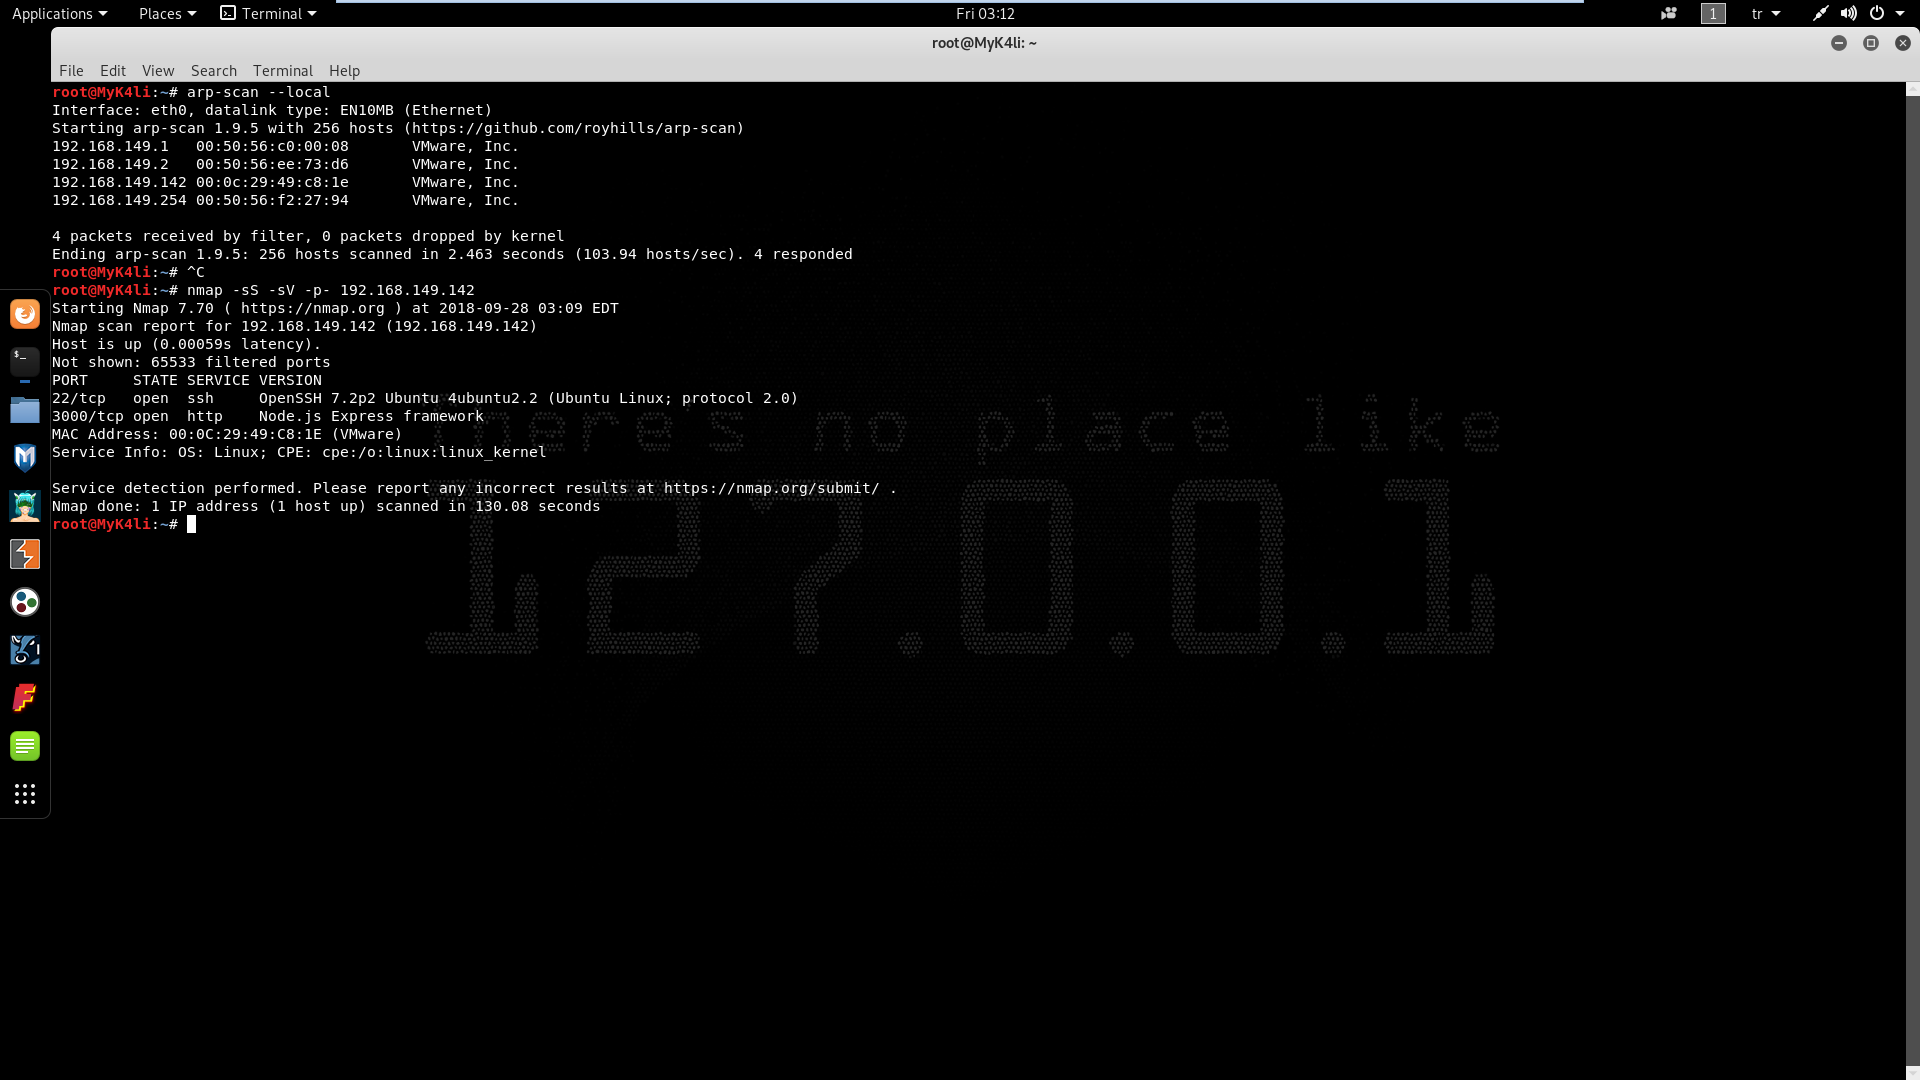 Applications Places Terminal Fri 03:12 1 tr
root@MyK4li: ~
File Edit View Search Terminal Help
root@MyK4li:~# arp-scan --local
Interface: eth0, datalink type: EN10MB (Ethernet)
Starting arp-scan 1.9.5 with 256 hosts (https://github.com/royhills/arp-scan)
192.168.149.1   00:50:56:c0:00:08       VMware, Inc.
192.168.149.2   00:50:56:ee:73:d6       VMware, Inc.
192.168.149.142 00:0c:29:49:c8:1e       VMware, Inc.
192.168.149.254 00:50:56:f2:27:94       VMware, Inc.
4 packets received by filter, 0 packets dropped by kernel
Ending arp-scan 1.9.5: 256 hosts scanned in 2.463 seconds (103.94 hosts/sec). 4 responded
root@MyK4li:~# ^C
root@MyK4li:~# nmap -sS -sV -p- 192.168.149.142
Starting Nmap 7.70 ( https://nmap.org ) at 2018-09-28 03:09 EDT
Nmap scan report for 192.168.149.142 (192.168.149.142)
Host is up (0.00059s latency).
Not shown: 65533 filtered ports
PORT     STATE SERVICE VERSION
22/tcp   open  ssh     OpenSSH 7.2p2 Ubuntu 4ubuntu2.2 (Ubuntu Linux; protocol 2.0)
3000/tcp open  http    Node.js Express framework
MAC Address: 00:0C:29:49:C8:1E (VMware)
Service Info: OS: Linux; CPE: cpe:/o:linux:linux_kernel
Service detection performed. Please report any incorrect results at https://nmap.org/submit/ .
Nmap done: 1 IP address (1 host up) scanned in 130.08 seconds
root@MyK4li:~#
there's no place like
127.0.0.1